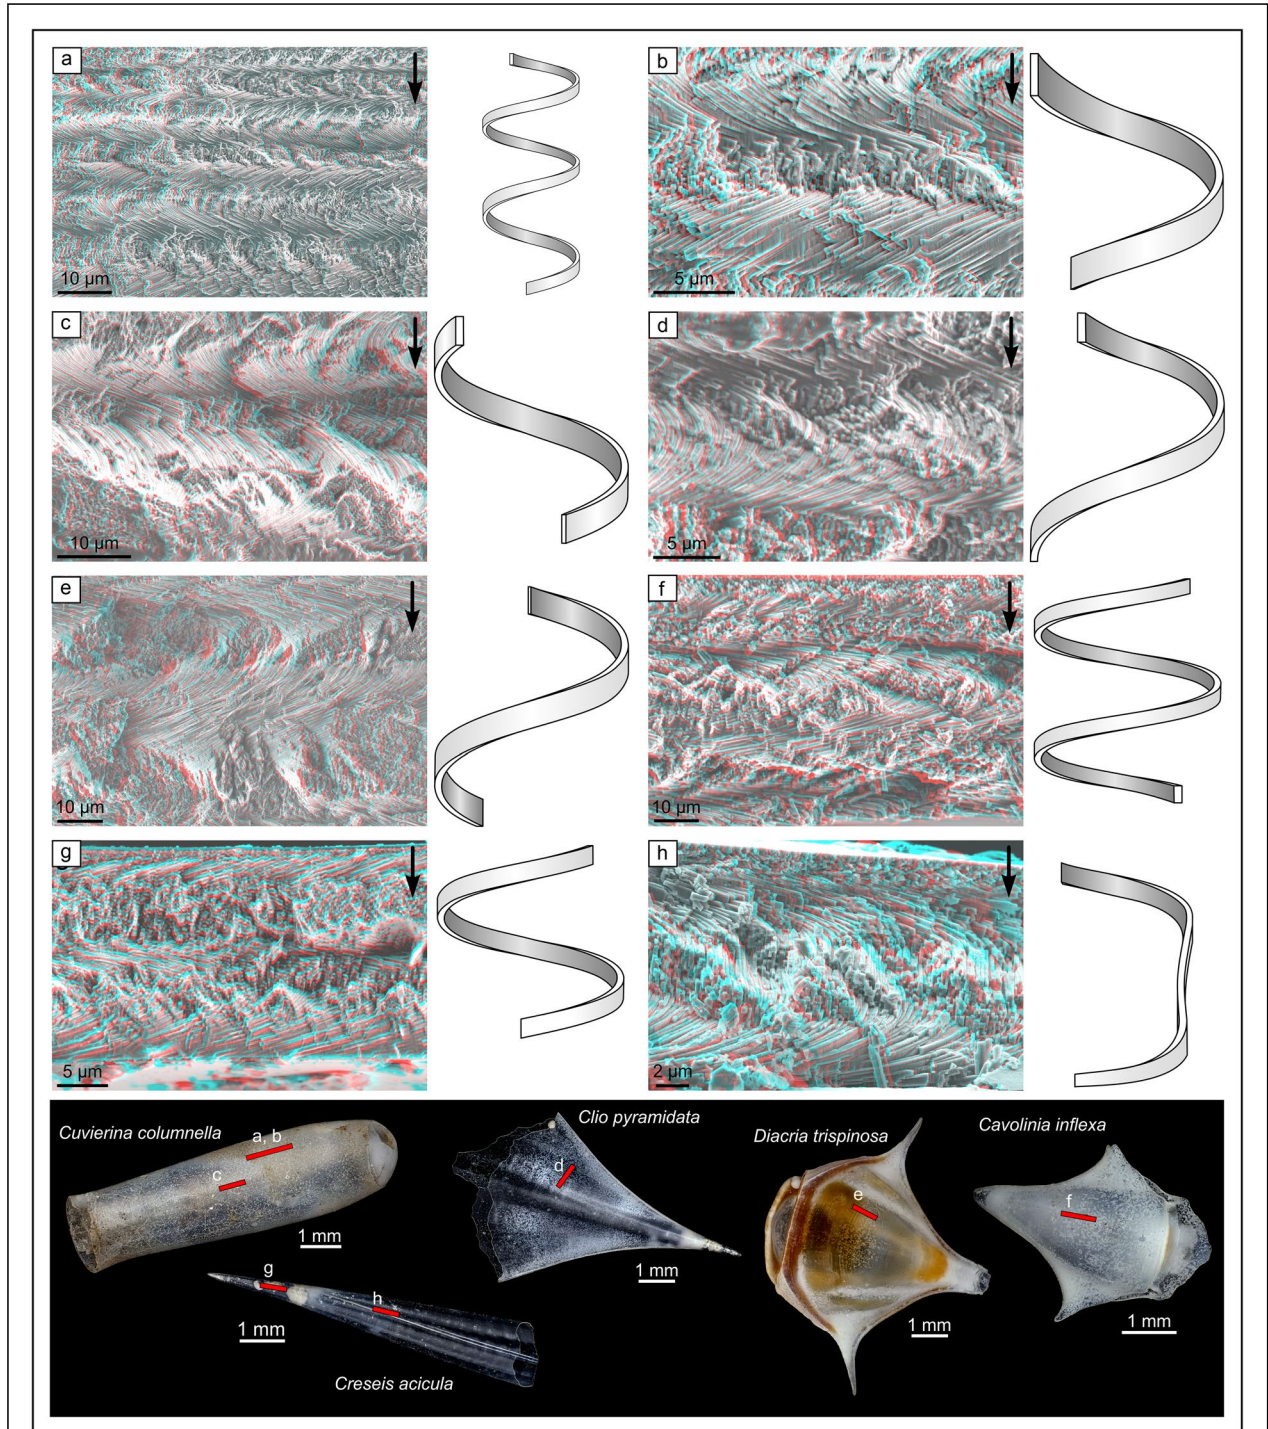 a
10 µm
b
5 µm
c
10 µm
d
5 µm
e
10 µm
f
10 µm
g
5 µm
h
2 µm
Cuvierina columnella
a, b
c
1 mm
Clio pyramidata
d
1 mm
Diacria trispinosa
e
1 mm
Cavolinia inflexa
f
1 mm
g
h
1 mm
Creseis acicula